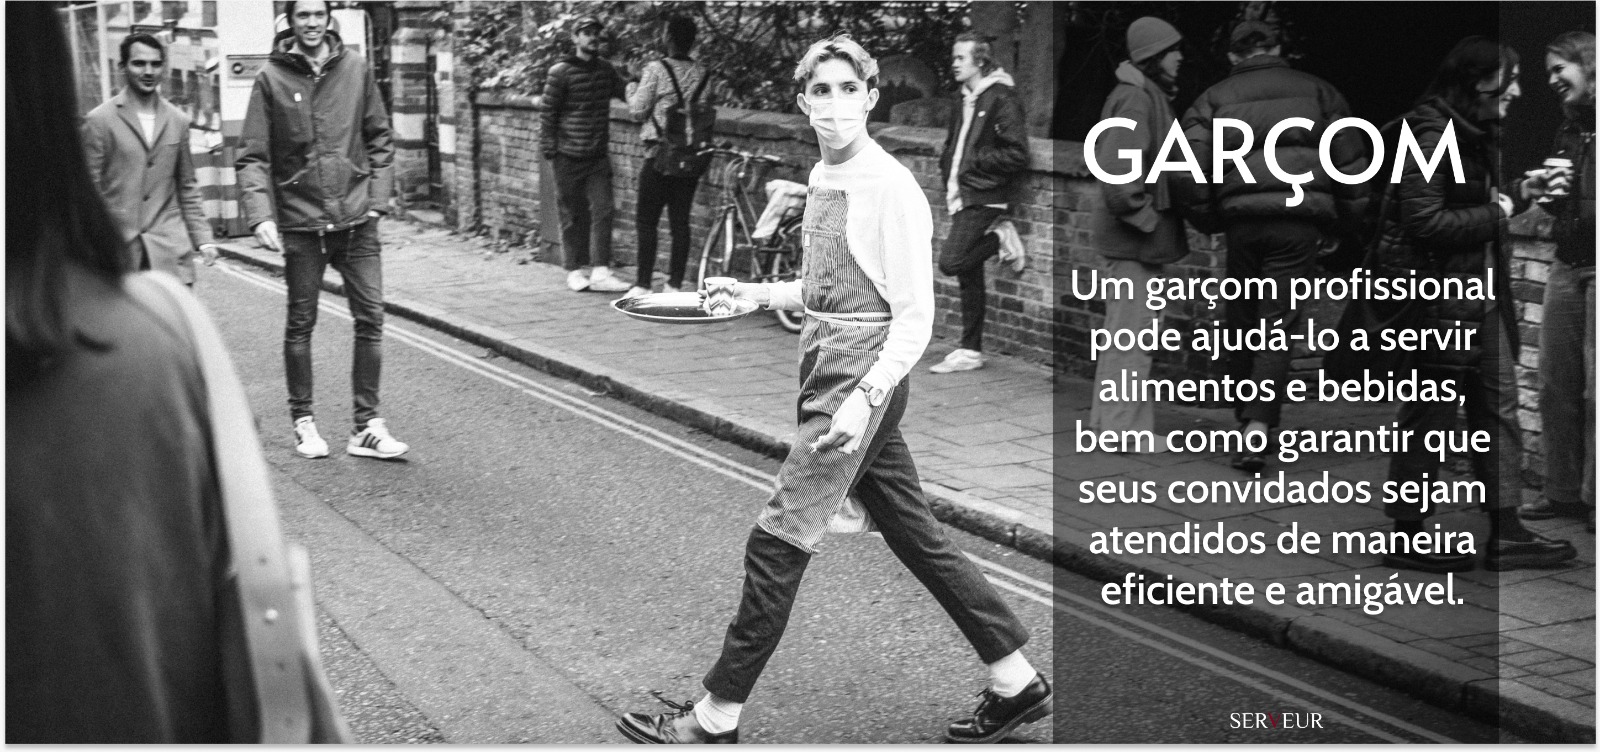 GARÇOM
Um garçom profissional
pode ajudá-lo a servir
alimentos e bebidas,
bem como garantir que
seus convidados sejam
atendidos de maneira
eficiente e amigável.
SERVEUR